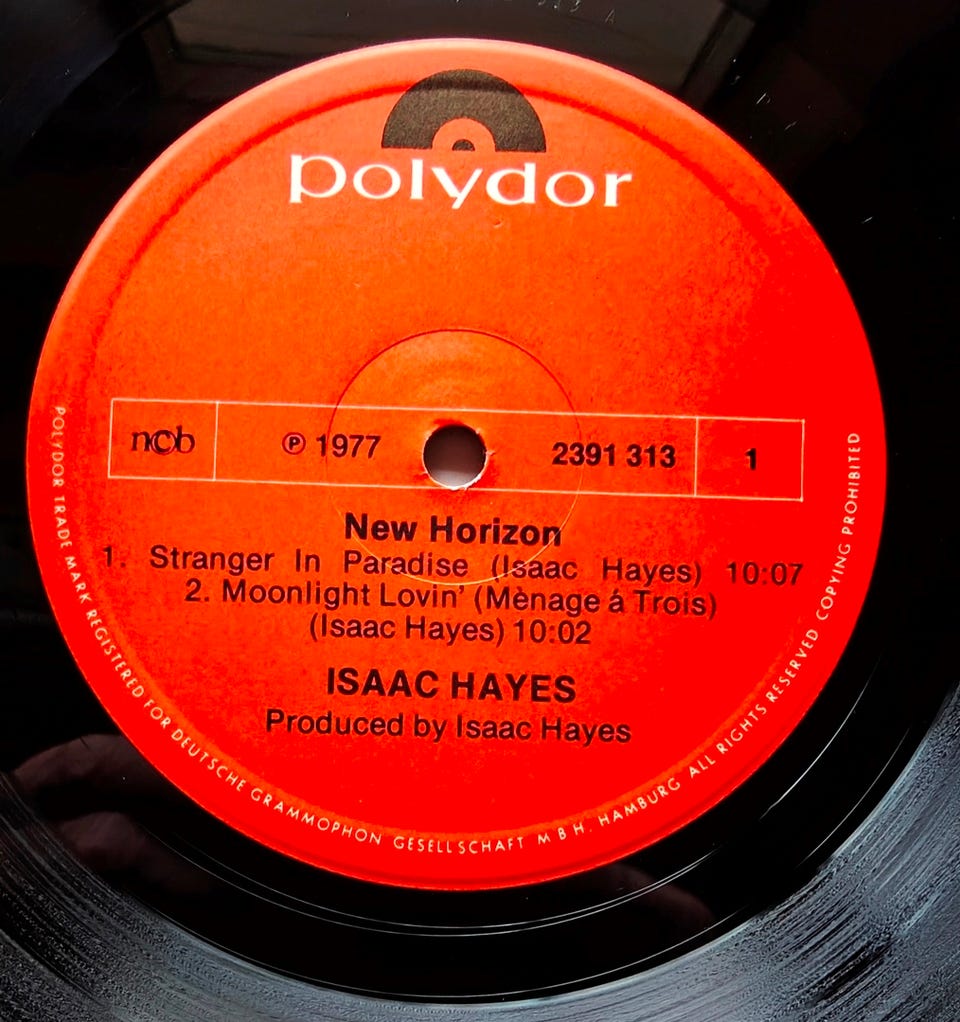 polydor
ncb ℗ 1977 2391 313 1
New Horizon
1. Stranger In Paradise (Isaac Hayes) 10:07
2. Moonlight Lovin' (Mènage á Trois)
(Isaac Hayes) 10:02
ISAAC HAYES
Produced by Isaac Hayes
POLYDOR TRADE MARK REGISTERED FOR DEUTSCHE GRAMMOPHON GESELLSCHAFT M B H. HAMBURG ALL RIGHTS RESERVED COPYING PROHIBITED